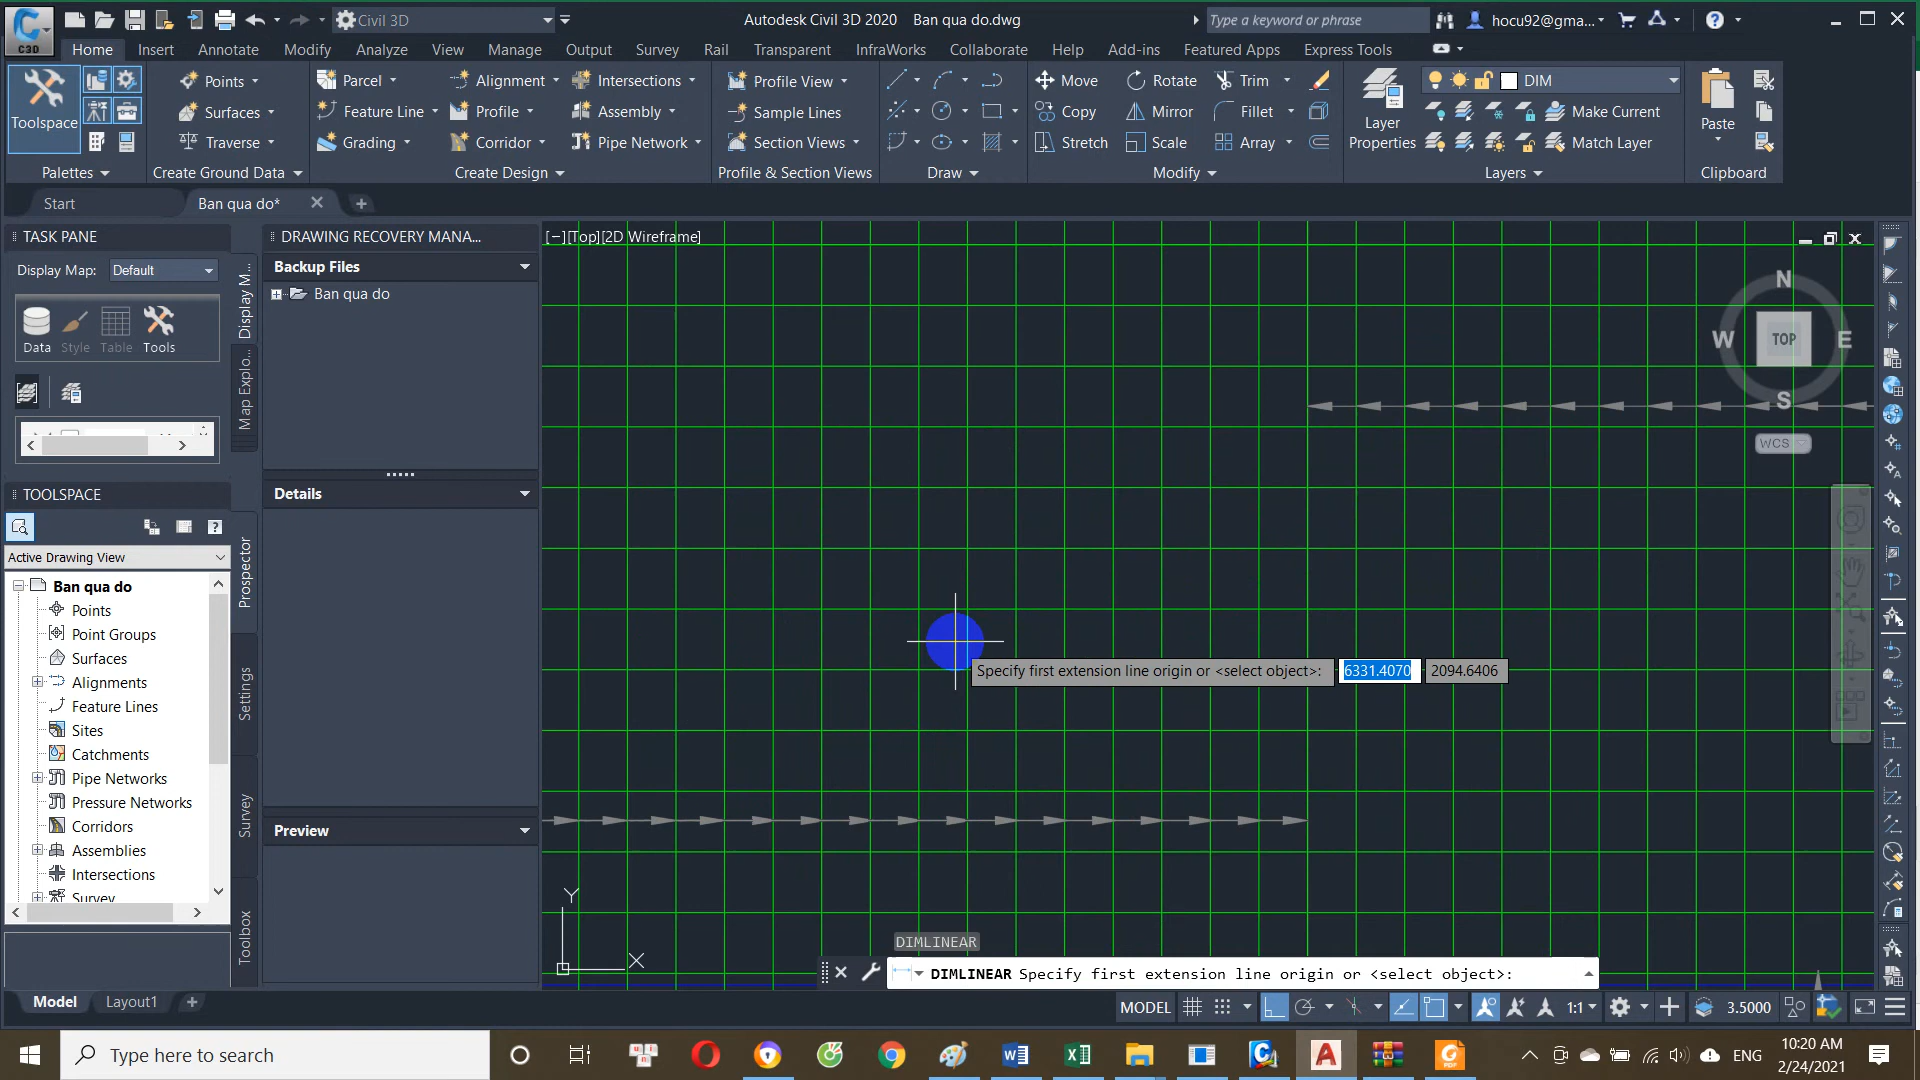 Civil 3D
Autodesk Civil 3D 2020 Ban qua do.dwg
Type a keyword or phrase
hocu92@gma...
C3D
Home Insert Annotate Modify Analyze View Manage Output Survey Rail Transparent InfraWorks Collaborate Help Add-ins Featured Apps Express Tools
Points Parcel Alignment Intersections Profile View Move Rotate Trim DIM
Toolspace Surfaces Feature Line Profile Assembly Sample Lines Copy Mirror Fillet Layer Properties Make Current Paste
Traverse Grading Corridor Pipe Network Section Views Stretch Scale Array Match Layer
Palettes Create Ground Data Create Design Profile & Section Views Draw Modify Layers Clipboard
Start Ban qua do*
TASK PANE DRAWING RECOVERY MANA... [−][Top][2D Wireframe]
Display Map: Default Backup Files
Ban qua do
Data Style Table Tools
Display M...
Map Explo...
N
W TOP E
S
WCS
Details
TOOLSPACE
Active Drawing View
Ban qua do
Points
Point Groups
Surfaces
Alignments
Feature Lines
Sites
Catchments
Pipe Networks
Pressure Networks
Corridors
Assemblies
Intersections
Survey
Prospector
Settings
Survey
Toolbox
Preview
Specify first extension line origin or <select object>: 6331.4070 2094.6406
Y
X
DIMLINEAR
DIMLINEAR Specify first extension line origin or <select object>:
Model Layout1 MODEL 1:1 3.5000
Type here to search
ENG 10:20 AM
2/24/2021